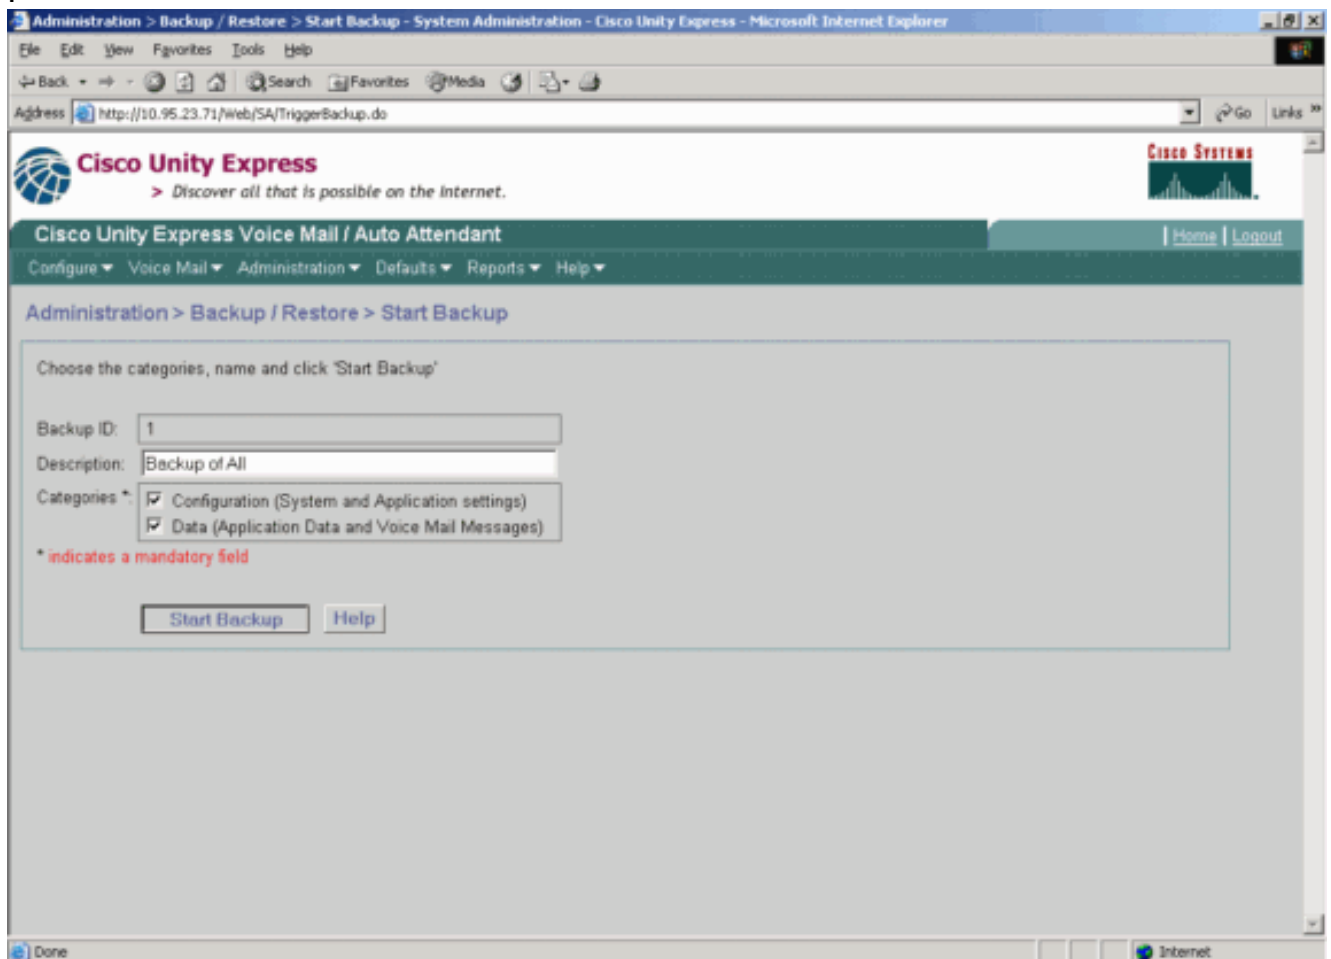 Administration > Backup / Restore > Start Backup - System Administration - Cisco Unity Express - Microsoft Internet Explorer
File Edit View Favorites Tools Help
Back Search Favorites Media
Address http://10.95.23.71/Web/SA/TriggerBackup.do Go Links »
Cisco Unity Express
> Discover all that is possible on the Internet.
CISCO SYSTEMS
Cisco Unity Express Voice Mail / Auto Attendant
Home | Logout
Configure Voice Mail Administration Defaults Reports Help
Administration > Backup / Restore > Start Backup
Choose the categories, name and click 'Start Backup'
Backup ID: 1
Description: Backup of All
Categories *: Configuration (System and Application settings)
Data (Application Data and Voice Mail Messages)
* indicates a mandatory field
Start Backup Help
Done Internet